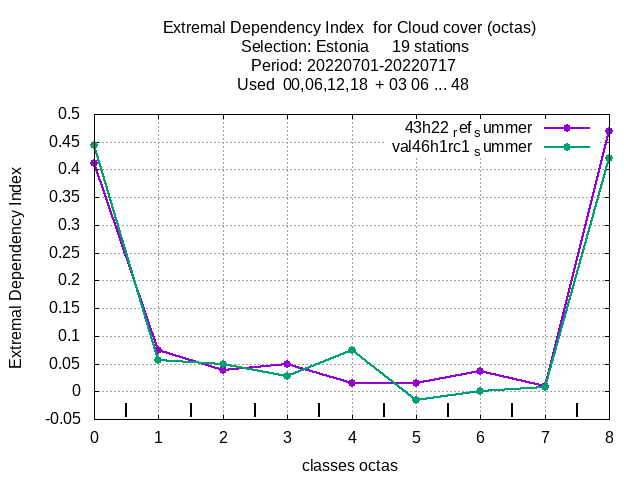 Extremal Dependency Index  for Cloud cover (octas)
Selection: Estonia     19 stations
Period: 20220701-20220717
Used  00,06,12,18  + 03 06 ... 48
43h22 ref summer
val46h1rc1 summer
0.5
0.45
0.4
0.35
0.3
0.25
0.2
0.15
0.1
0.05
0
-0.05
Extremal Dependency Index
0 1 2 3 4 5 6 7 8
classes octas